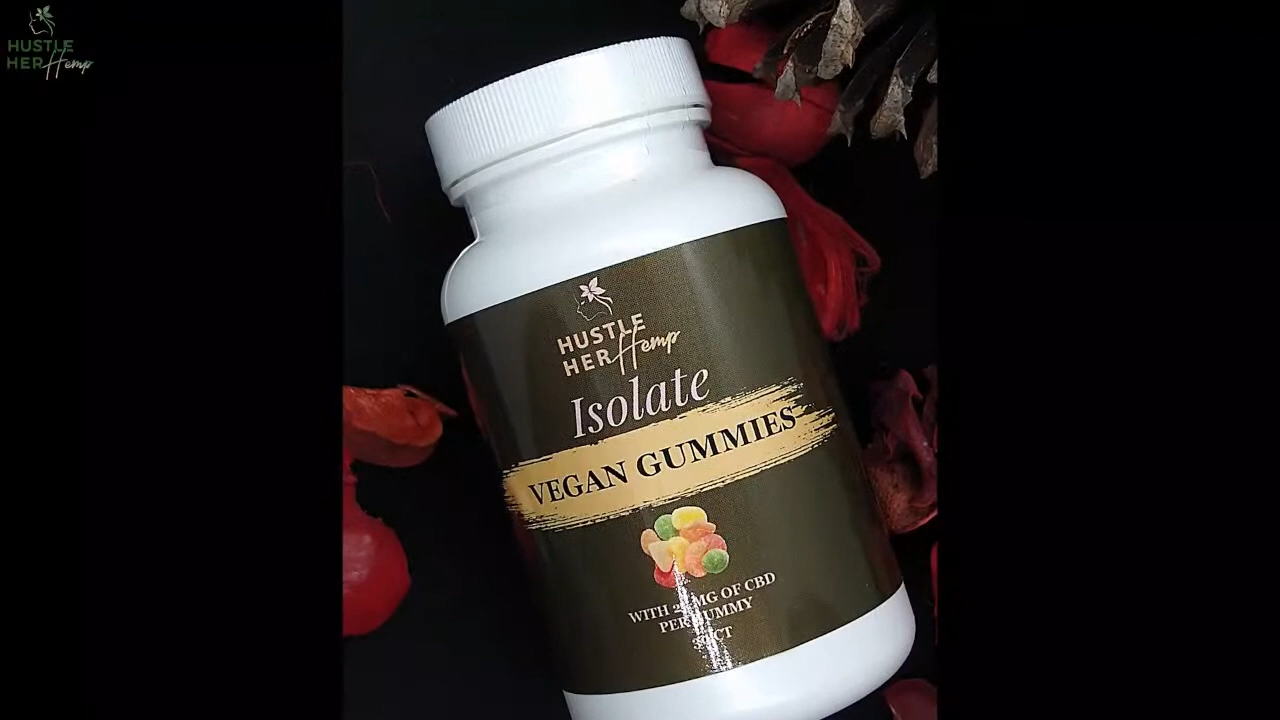 HUSTLE
HER Hemp
HUSTLE
HER Hemp
Isolate
VEGAN GUMMIES
WITH MG OF CBD
PER GUMMY